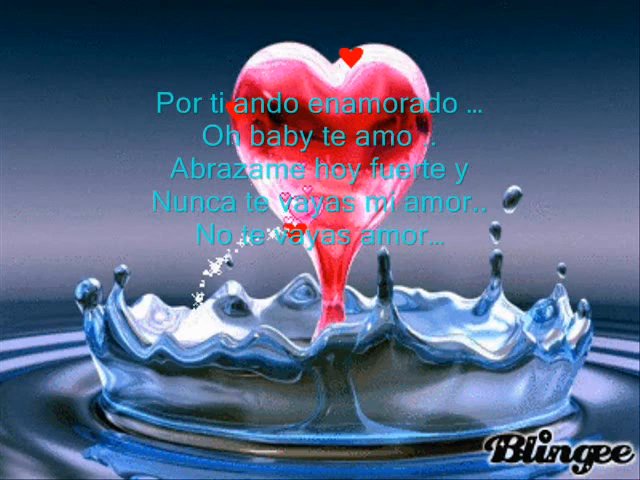 Por ti ando enamorado ...
Oh baby te amo ...
Abrazame hoy fuerte y
Nunca te vayas mi amor..
No te vayas amor...
Blingee